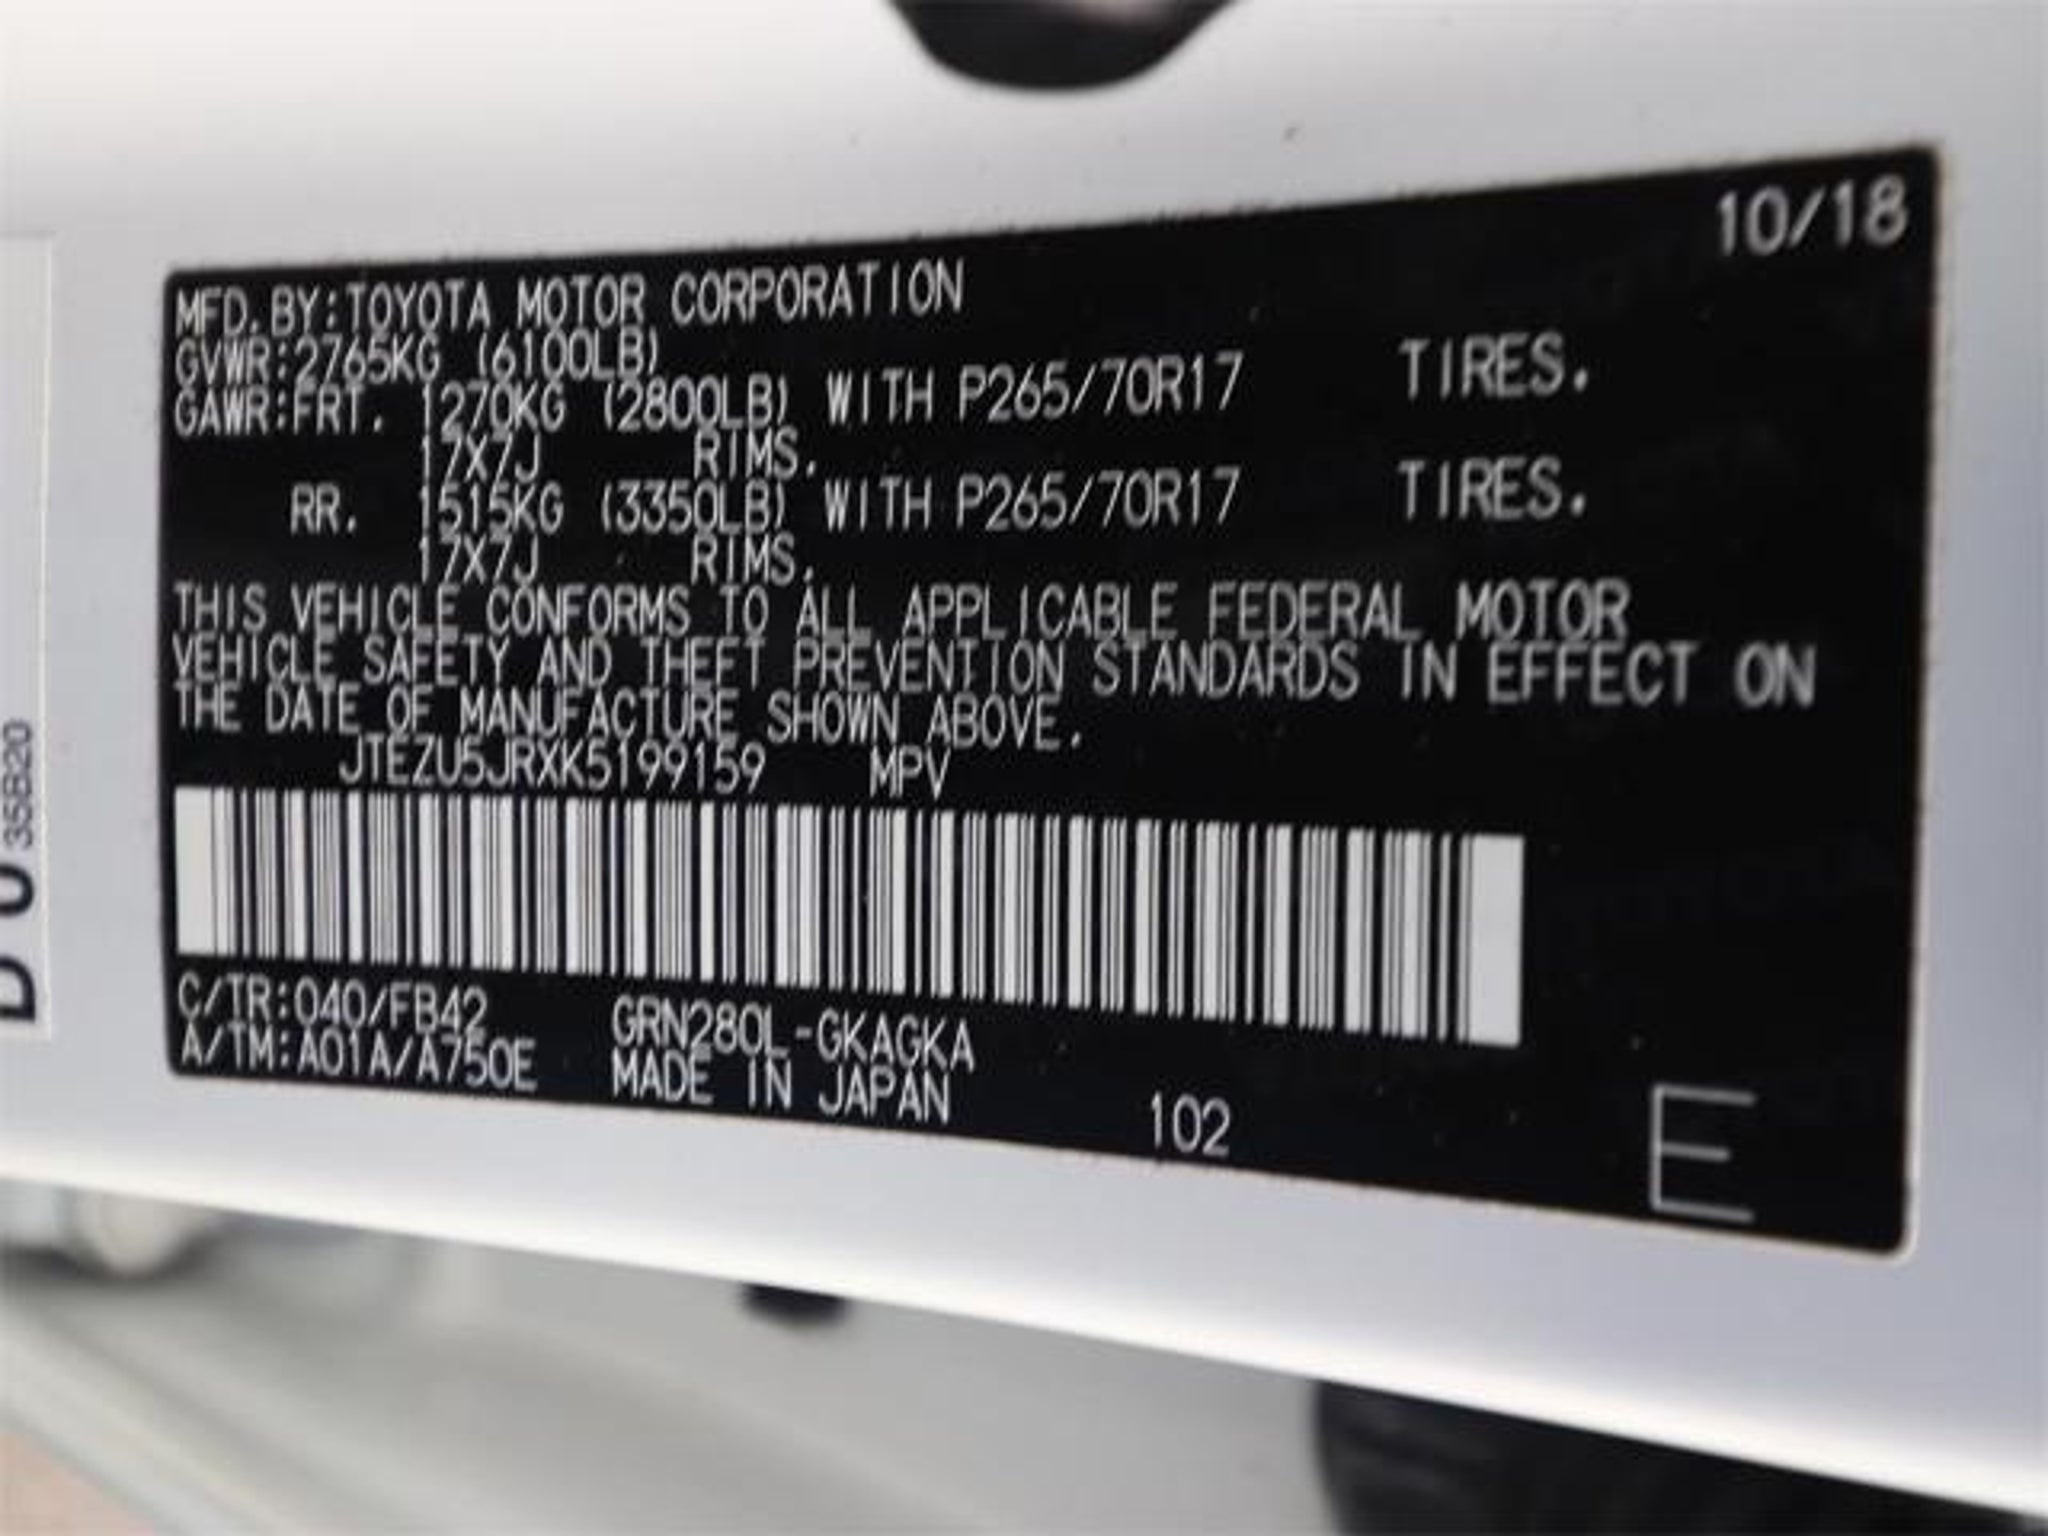 10/18
MFD.BY:TOYOTA MOTOR CORPORATION
GVWR:2765KG (6100LB)
GAWR:FRT. 1270KG (2800LB) WITH P265/70R17 TIRES.
17X7J RIMS.
RR. 1515KG (3350LB) WITH P265/70R17 TIRES.
17X7J RIMS.
THIS VEHICLE CONFORMS TO ALL APPLICABLE FEDERAL MOTOR
VEHICLE SAFETY AND THEFT PREVENTION STANDARDS IN EFFECT ON
THE DATE OF MANUFACTURE SHOWN ABOVE.
JTEZU5JRXK5199159 MPV
C/TR:040/FB42 GRN280L-GKAGKA
A/TM:A01A/A750E MADE IN JAPAN
102
E
35B20